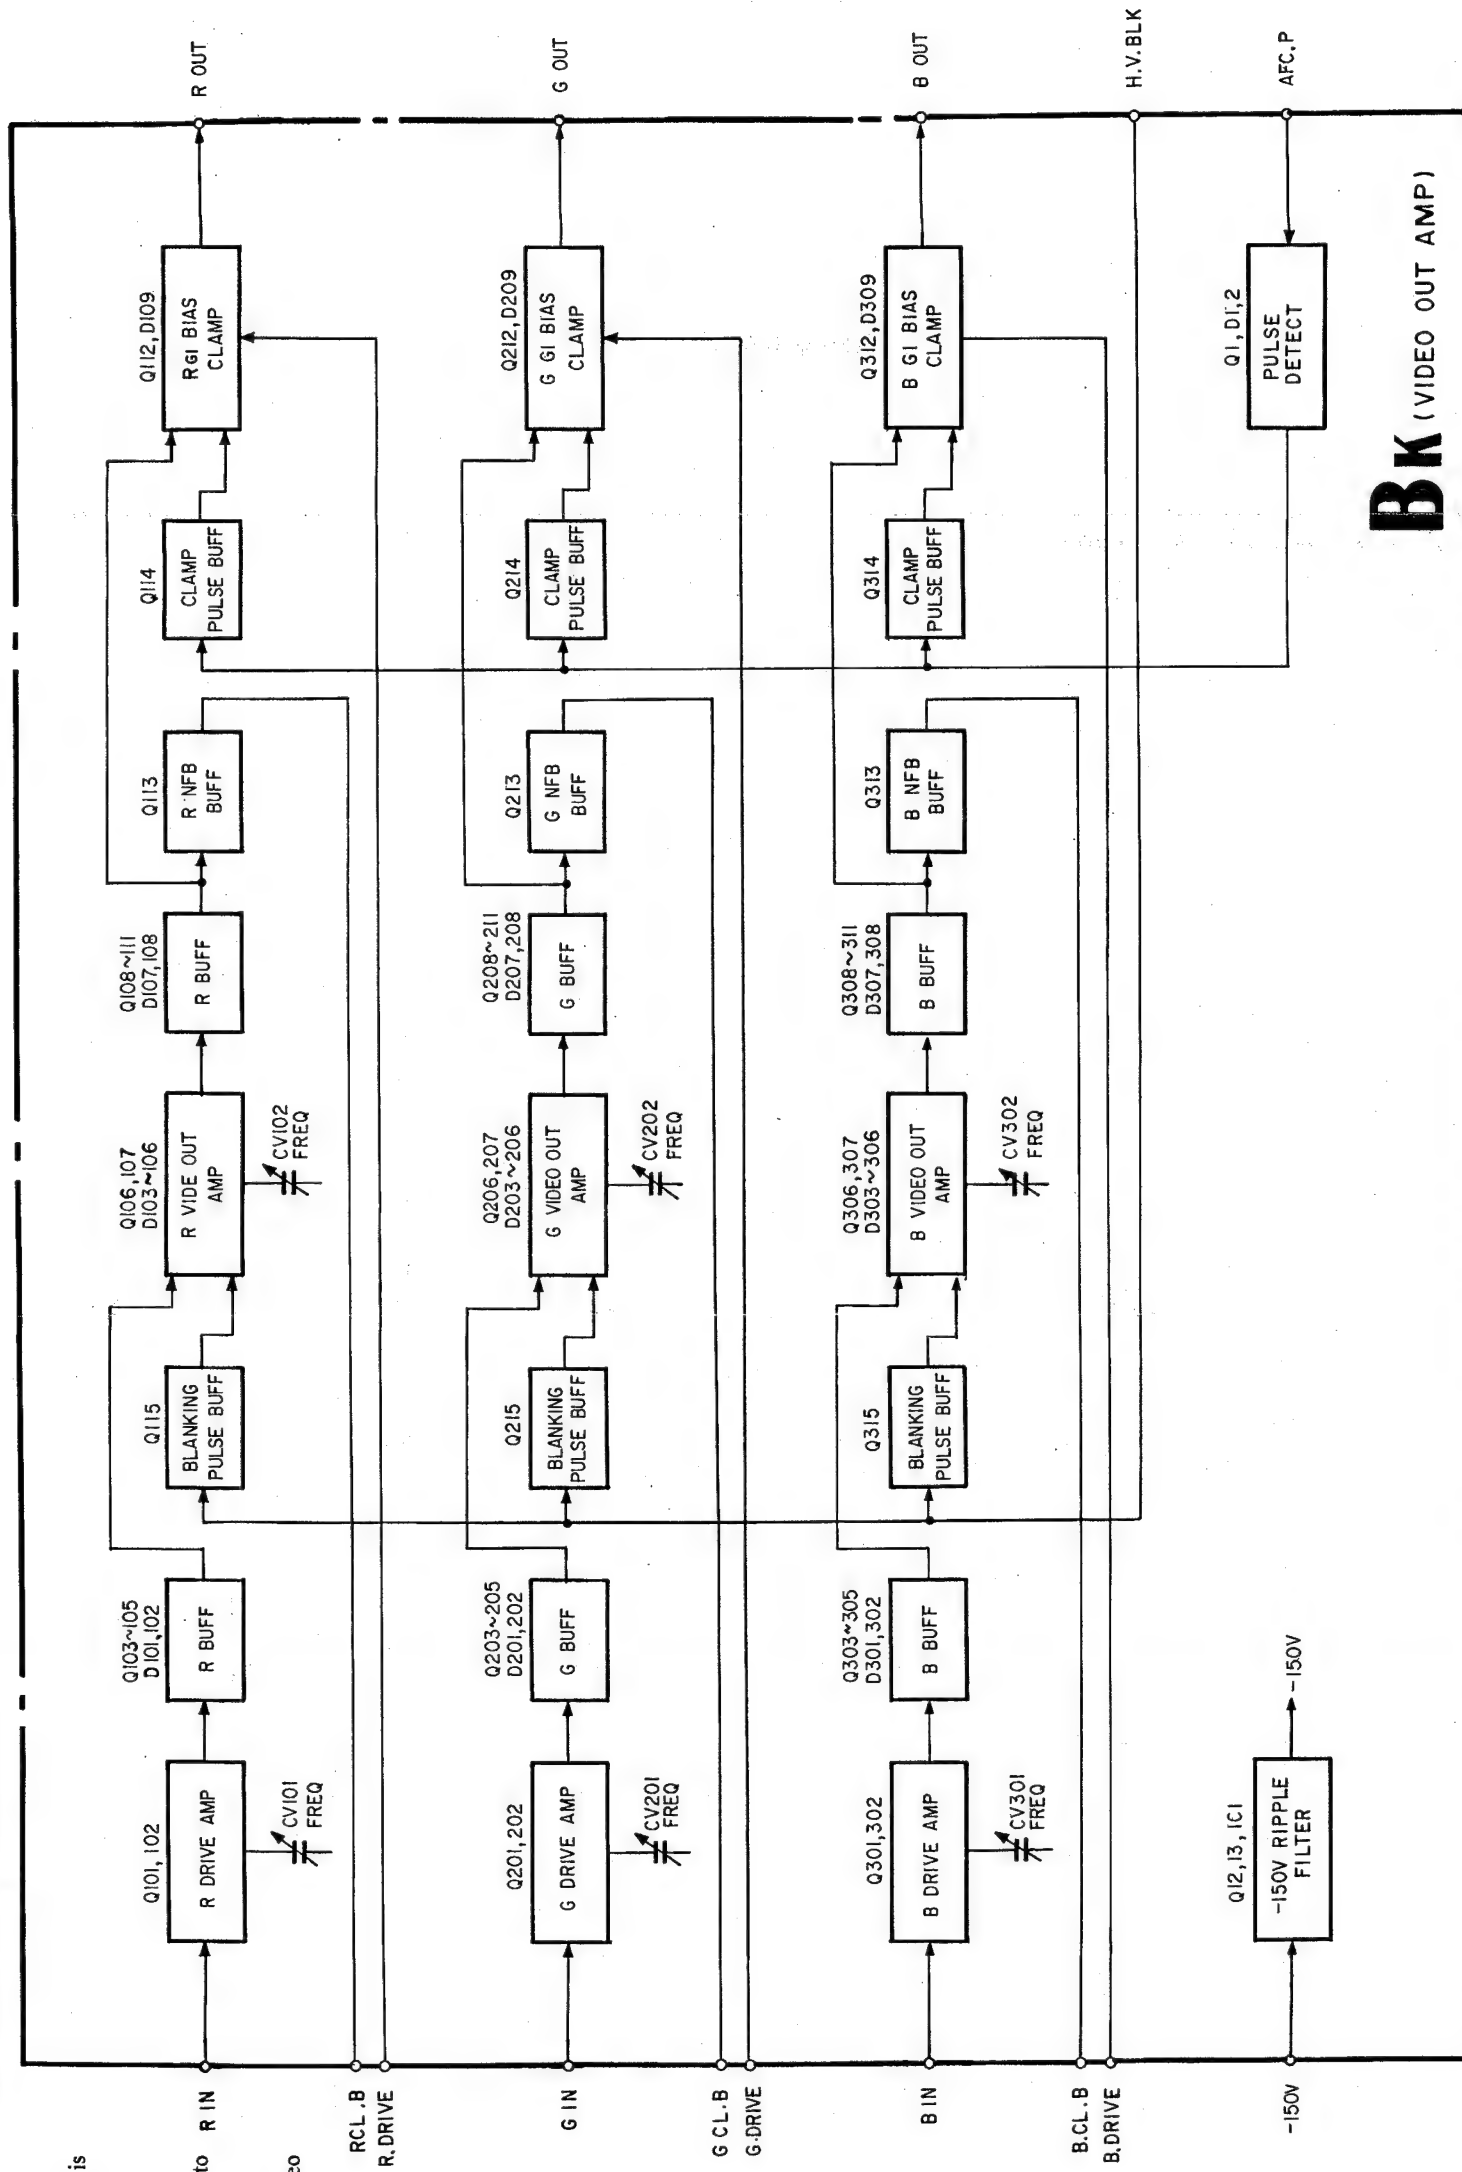 is
to
eo
R IN
Q101, 102
R DRIVE AMP
CV101
FREQ
Q103~105
D101,102
R BUFF
Q115
BLANKING
PULSE BUFF
Q106,107
D103~106
R VIDE OUT
AMP
CV102
FREQ
Q108~111
D107,108
R BUFF
Q113
R NFB
BUFF
Q114
CLAMP
PULSE BUFF
Q112,D109
RG1 BIAS
CLAMP
R OUT
RCL.B
R.DRIVE
G IN
Q201,202
G DRIVE AMP
CV201
FREQ
Q203~205
D201,202
G BUFF
Q215
BLANKING
PULSE BUFF
Q206,207
D203~206
G VIDEO OUT
AMP
CV202
FREQ
Q208~211
D207,208
G BUFF
Q213
G NFB
BUFF
Q214
CLAMP
PULSE BUFF
Q212,D209
G G1 BIAS
CLAMP
G OUT
G CL.B
G.DRIVE
B IN
Q301,302
B DRIVE AMP
CV301
FREQ
Q303~305
D301,302
B BUFF
Q315
BLANKING
PULSE BUFF
Q306,307
D303~306
B VIDEO OUT
AMP
CV302
FREQ
Q308~311
D307,308
B BUFF
Q313
B NFB
BUFF
Q314
CLAMP
PULSE BUFF
Q312,D309
B G1 BIAS
CLAMP
B OUT
B.CL.B
B.DRIVE
H.V.BLK
-150V
Q12,13,IC1
-150V RIPPLE
FILTER
-150V
Q1,D1,2
PULSE
DETECT
AFC.P
BK (VIDEO OUT AMP)